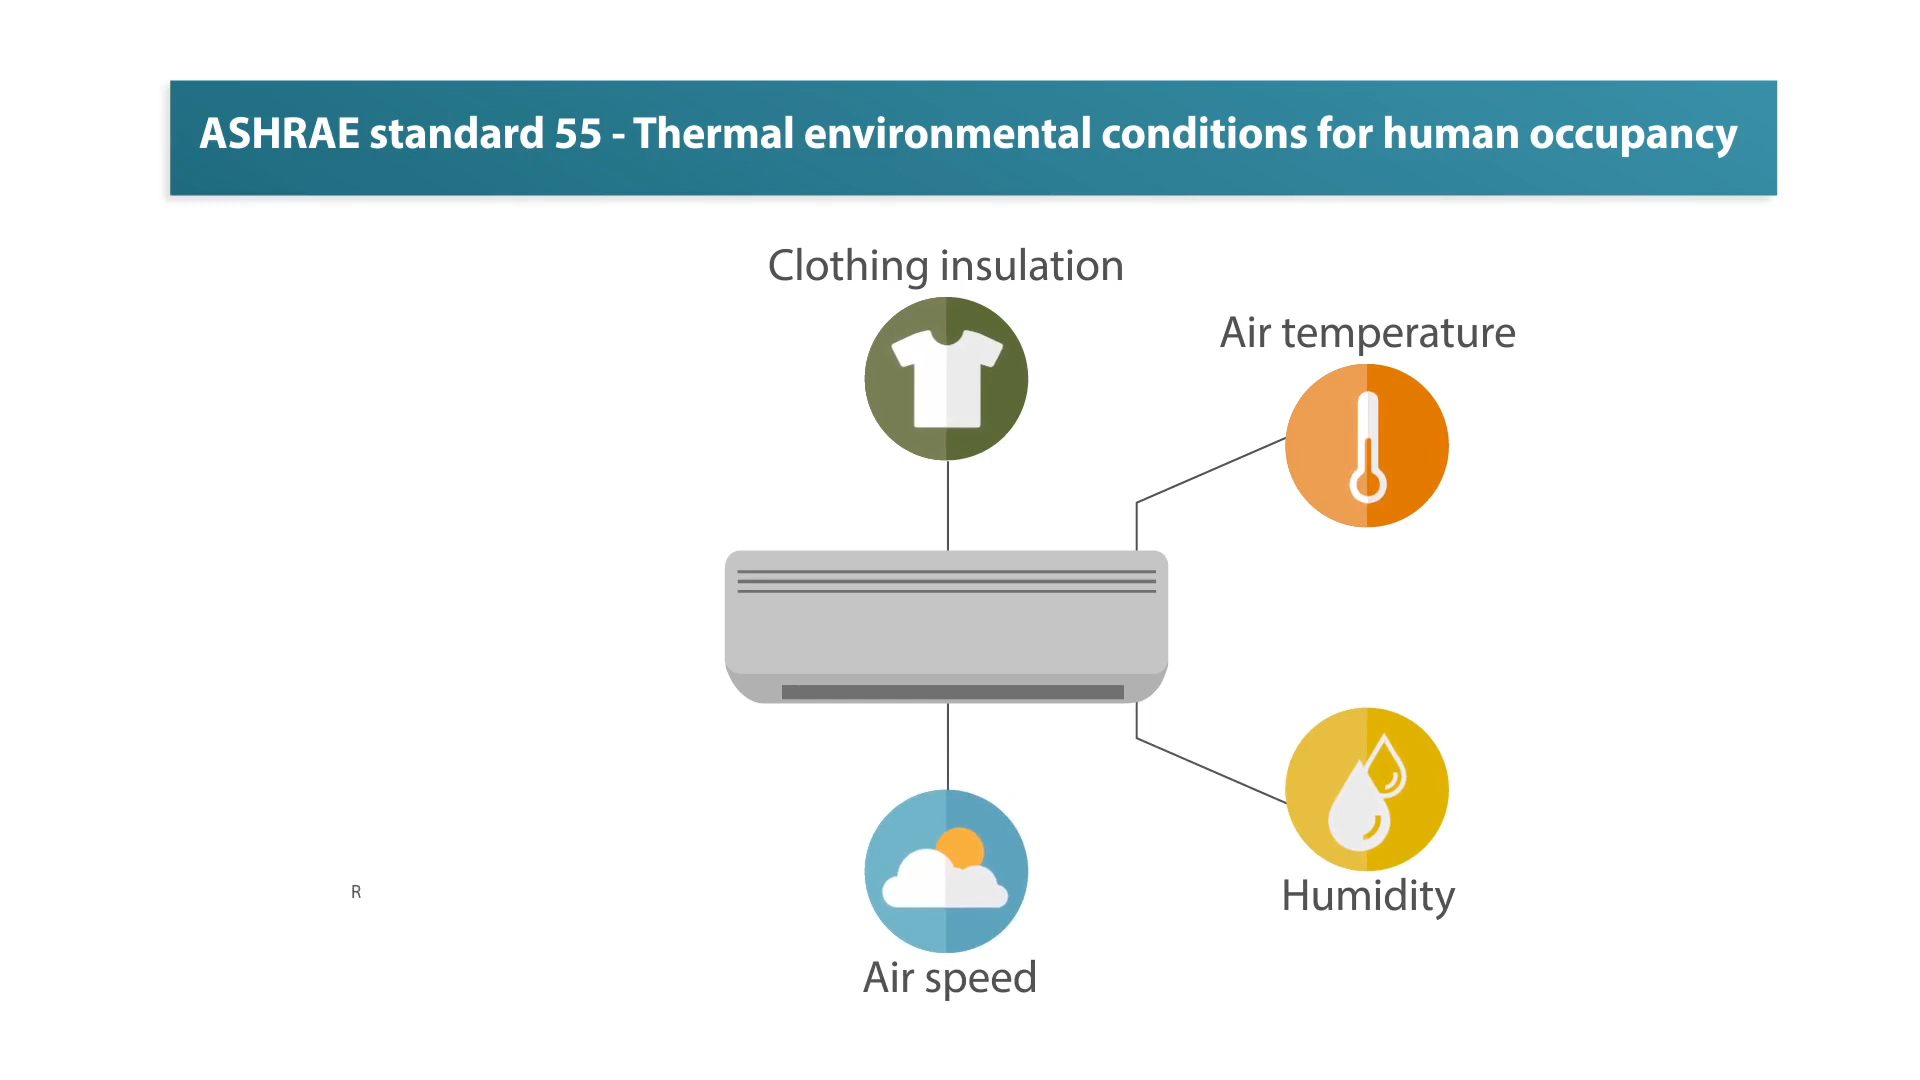 ASHRAE standard 55 - Thermal environmental conditions for human occupancy
Clothing insulation
Air temperature
R
Humidity
Air speed